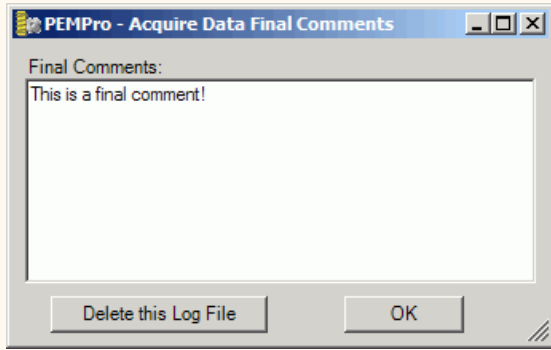 PEMPro - Acquire Data Final Comments
Final Comments:
This is a final comment!
Delete this Log File
OK